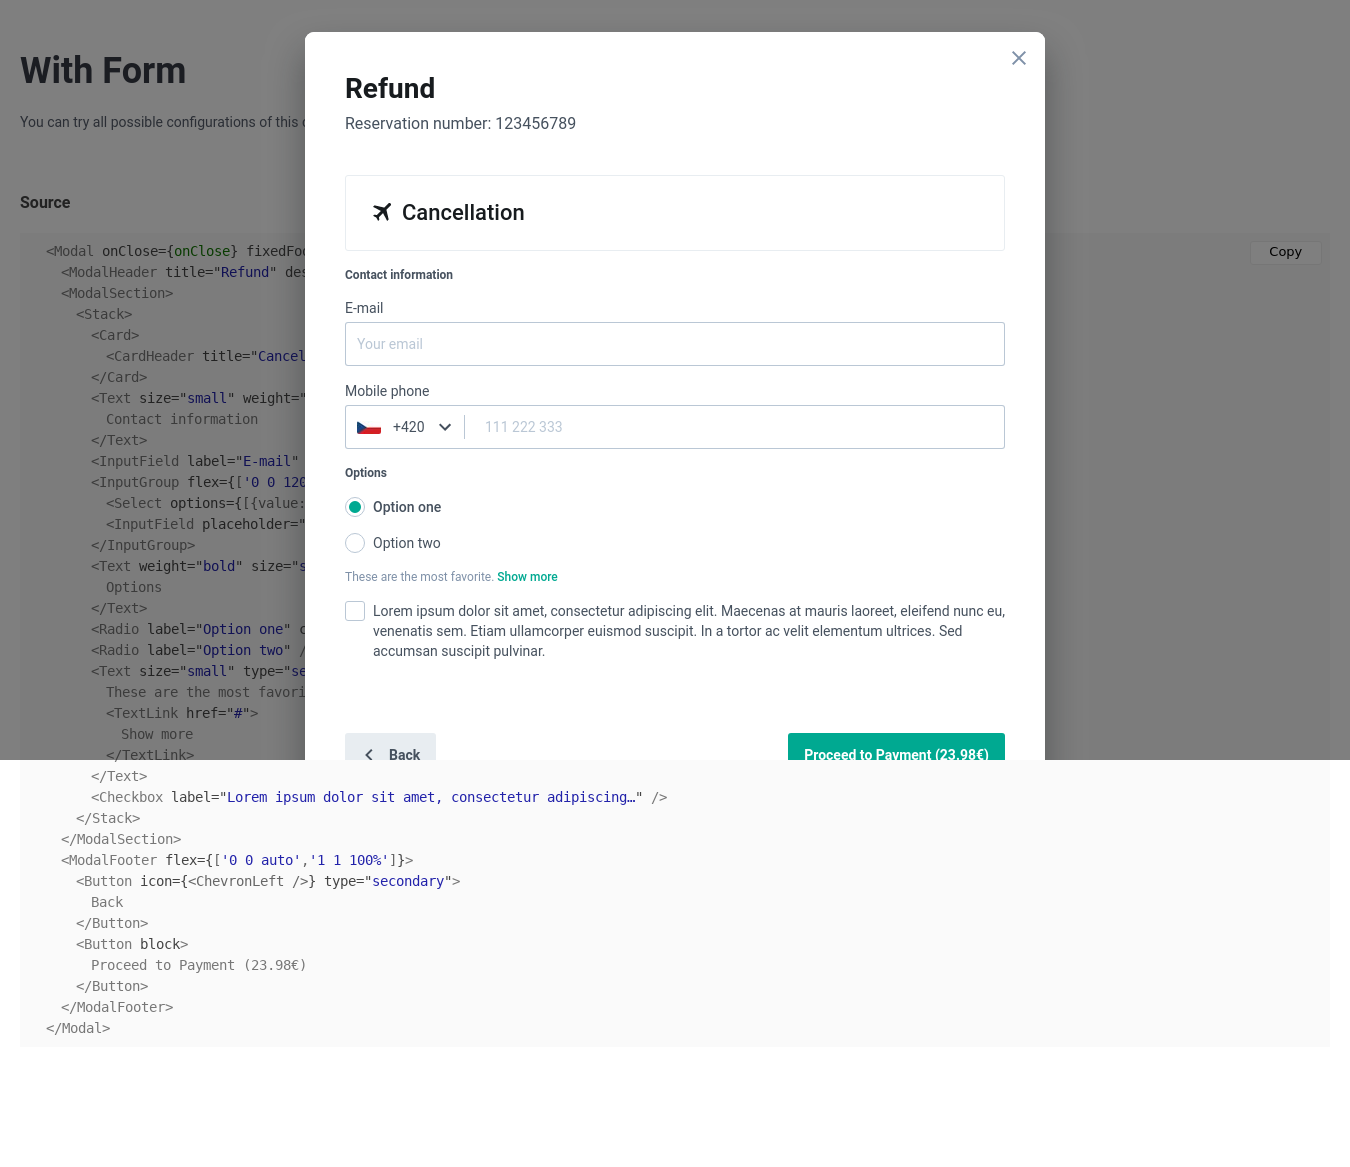 With Form
You can try all possible configurations of this
Source
Copy
<Modal onClose={onClose}
<ModalHeader title="Refund"
<ModalSection>
<Stack>
<Card>
<CardHeader title="Cancel
</Card>
<Text size="small" weight="
Contact information
</Text>
<InputField label="E-mail"
<InputGroup flex={['0 0 120
<Select options={[{value:
<InputField placeholder="
</InputGroup>
<Text weight="bold" size="s
Options
</Text>
<Radio label="Option one"
<Radio label="Option two" /
<Text size="small" type="se
These are the most favori
<TextLink href="#">
Show more
</TextLink>
</Text>
<Checkbox label="Lorem ipsum dolor sit amet, consectetur adipiscing…" />
</Stack>
</ModalSection>
<ModalFooter flex={['0 0 auto','1 1 100%']}>
<Button icon={<ChevronLeft />} type="secondary">
Back
</Button>
<Button block>
Proceed to Payment (23.98€)
</Button>
</ModalFooter>
</Modal>
Refund
Reservation number: 123456789
Cancellation
Contact information
E-mail
Your email
Mobile phone
+420 111 222 333
Options
Option one
Option two
These are the most favorite. Show more
Lorem ipsum dolor sit amet, consectetur adipiscing elit. Maecenas at mauris laoreet, eleifend nunc eu,
venenatis sem. Etiam ullamcorper euismod suscipit. In a tortor ac velit elementum ultrices. Sed
accumsan suscipit pulvinar.
Back
Proceed to Payment (23.98€)